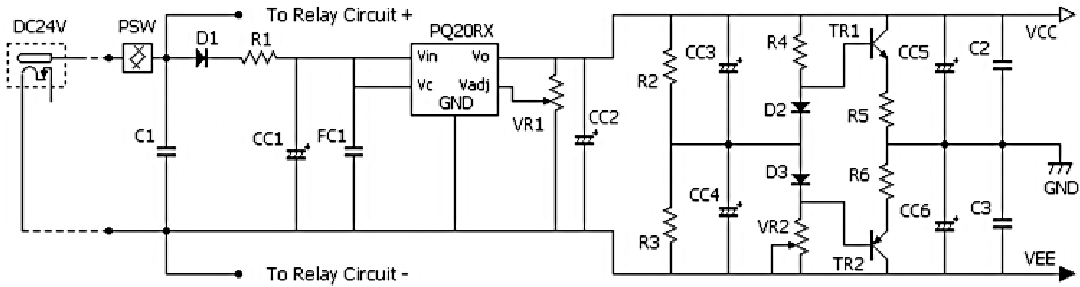 To Relay Circuit +
DC24V
PSW
D1
R1
PQ20RX
Vin
Vo
Vc
Vadj
GND
C1
CC1
FC1
VR1
CC2
R2
CC3
R4
TR1
CC5
C2
VCC
D2
R5
D3
R6
GND
R3
CC4
VR2
TR2
CC6
C3
VEE
To Relay Circuit -